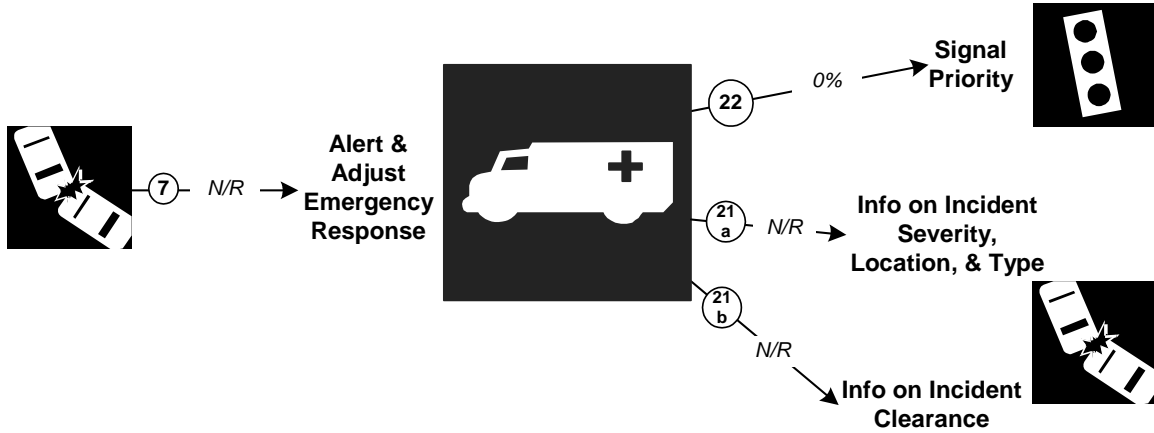 7
N/R
Alert &
Adjust
Emergency
Response
22
0%
Signal
Priority
21
a
N/R
Info on Incident
Severity,
Location, & Type
21
b
N/R
Info on Incident
Clearance